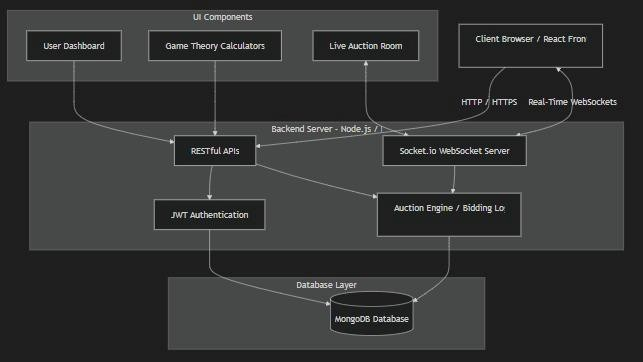 UI Components
User Dashboard
Game Theory Calculators
Live Auction Room
Client Browser / React Fron
HTTP / HTTPS
Real-Time WebSockets
Backend Server - Node.js /
RESTful APIs
Socket.io WebSocket Server
JWT Authentication
Auction Engine / Bidding Lo
Database Layer
MongoDB Database